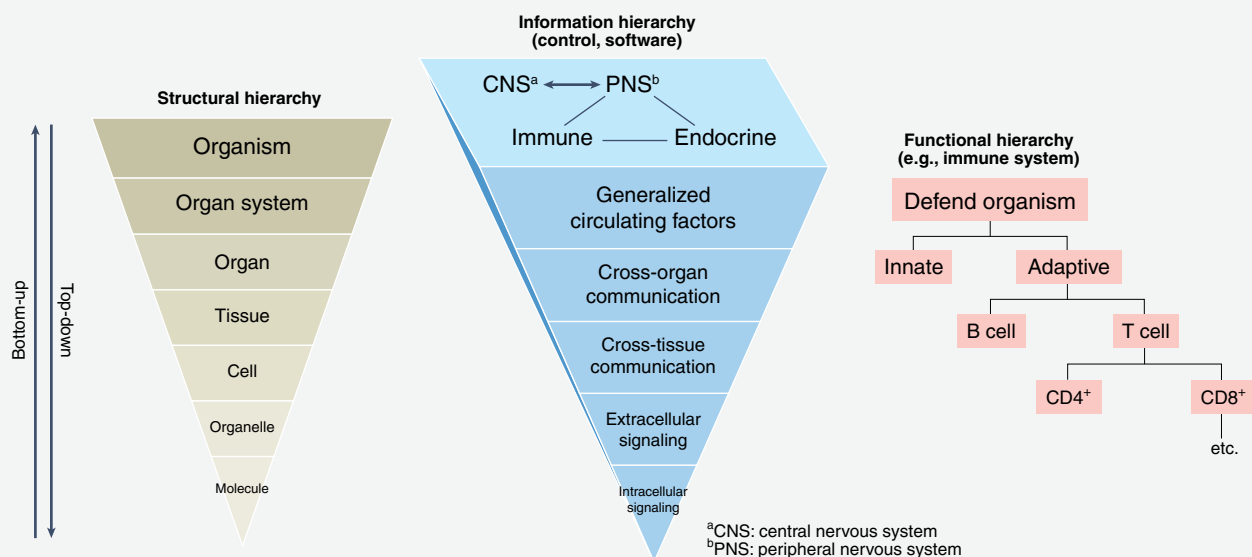 Structural hierarchy
Bottom-up
Top-down
Organism
Organ system
Organ
Tissue
Cell
Organelle
Molecule
Information hierarchy
(control, software)
CNSᵃ PNSᵇ
Immune Endocrine
Generalized
circulating factors
Cross-organ
communication
Cross-tissue
communication
Extracellular
signaling
Intracellular
signaling
ᵃCNS: central nervous system
ᵇPNS: peripheral nervous system
Functional hierarchy
(e.g., immune system)
Defend organism
Innate Adaptive
B cell T cell
CD4⁺ CD8⁺
etc.